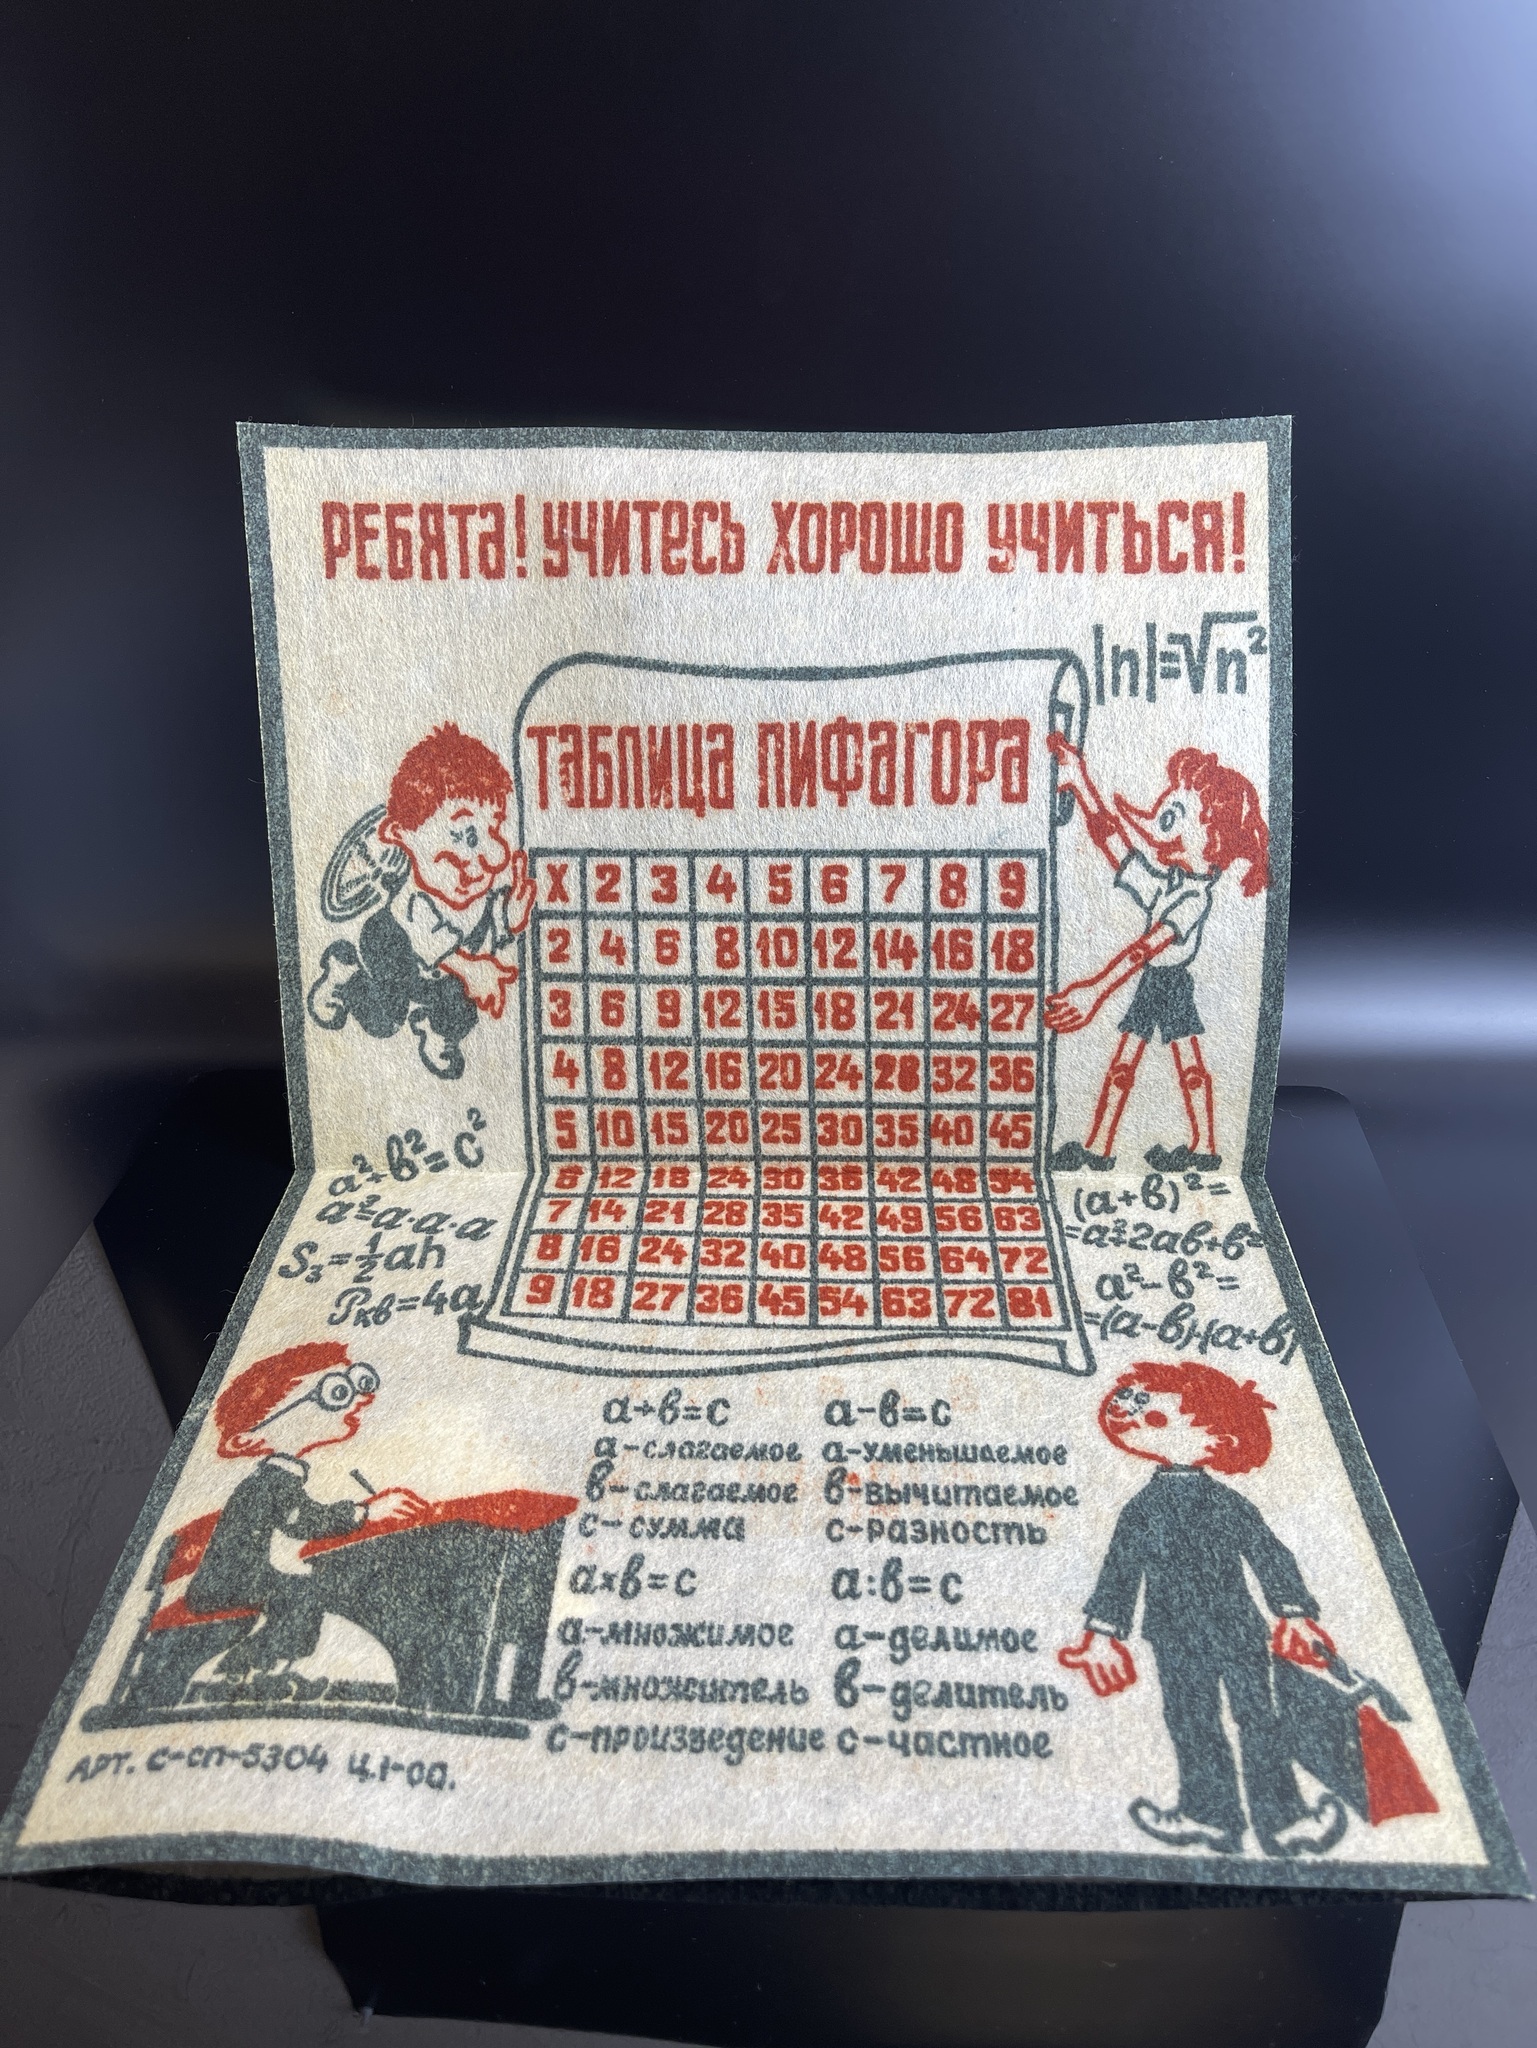 РЕБЯТА! УЧИТЕСЬ ХОРОШО УЧИТЬСЯ!
|n|=√n²
ТАБЛИЦА ПИФАГОРА
X 2 3 4 5 6 7 8 9
2 4 6 8 10 12 14 16 18
3 6 9 12 15 18 21 24 27
4 8 12 16 20 24 28 32 36
5 10 15 20 25 30 35 40 45
6 12 18 24 30 36 42 48 54
7 14 21 28 35 42 49 56 63
8 16 24 32 40 48 56 64 72
9 18 27 36 45 54 63 72 81
a²+в²=c²
a²=a·a·a
S₃=½ah
Pкв=4a
(a+в)²=
=a²+2aв+в²
a²-в²=
=(a-в)·(a+в)
a+в=c
a-слагаемое
в-слагаемое
c-сумма
a-в=c
a-уменьшаемое
в-вычитаемое
c-разность
aхв=c
a-множимое
в-множитель
c-произведение
a:в=c
a-делимое
в-делитель
c-частное
АРТ. С-СП-5304 Ц.1-00.